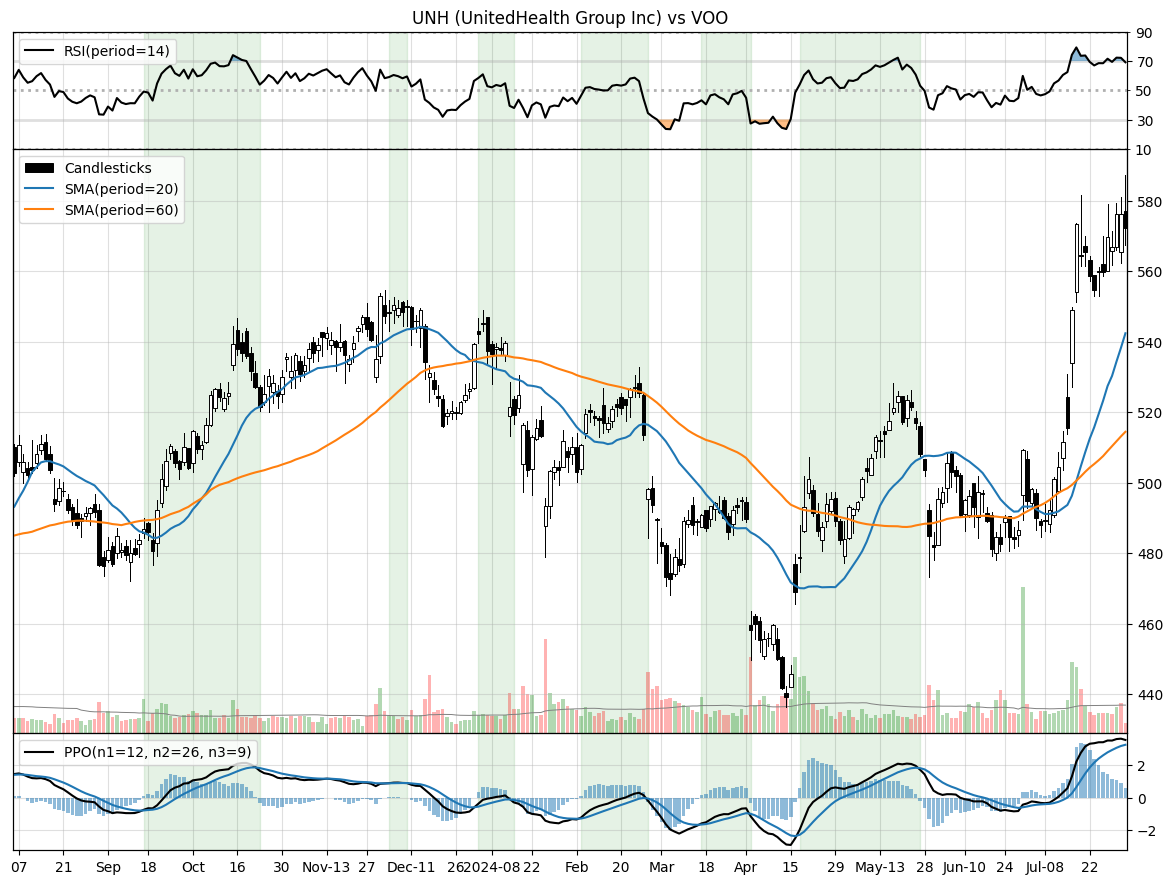 UNH (UnitedHealth Group Inc) vs VOO
RSI(period=14)
90
70
50
30
10
Candlesticks
SMA(period=20)
SMA(period=60)
580
560
540
520
500
480
460
440
PPO(n1=12, n2=26, n3=9)
2
0
−2
07 21 Sep 18 Oct 16 30 Nov-13 27 Dec-11 26 2024-08 22 Feb 20 Mar 18 Apr 15 29 May-13 28 Jun-10 24 Jul-08 22